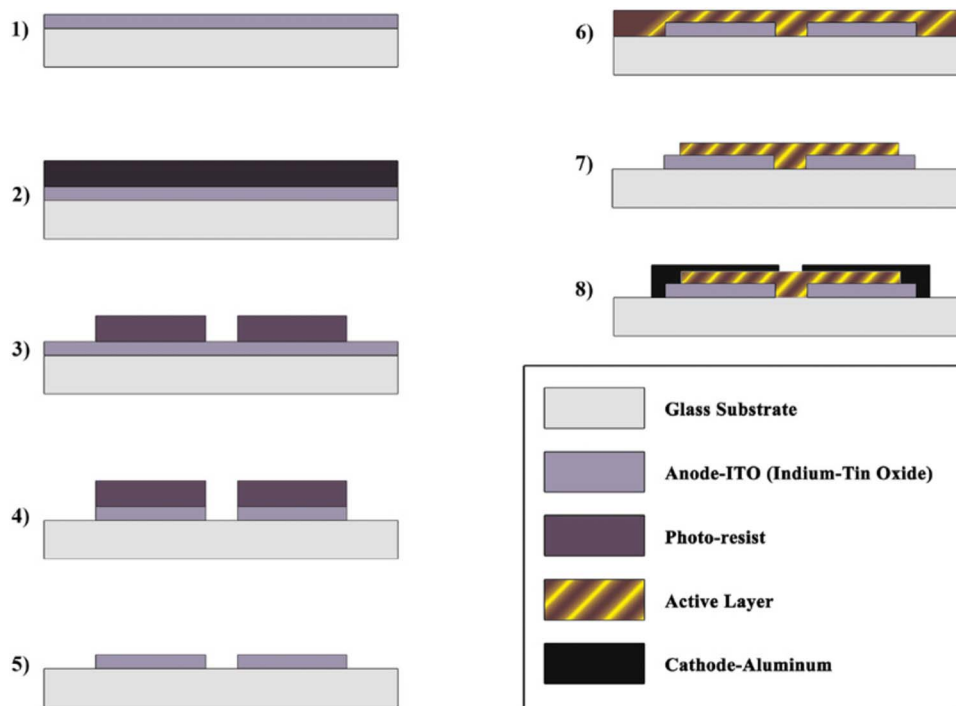 1)
2)
3)
4)
5)
6)
7)
8)
Glass Substrate
Anode-ITO (Indium-Tin Oxide)
Photo-resist
Active Layer
Cathode-Aluminum